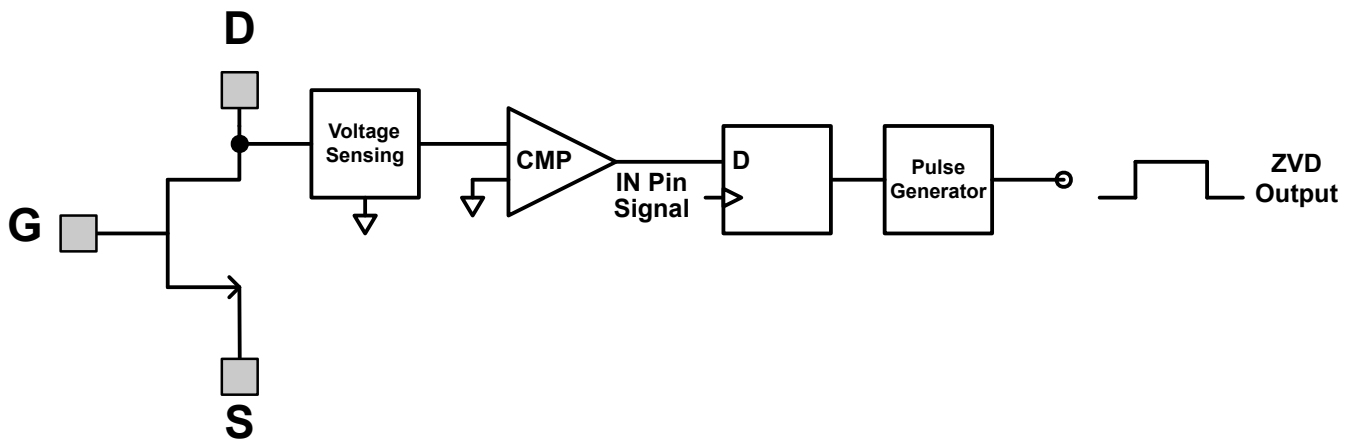 D
Voltage
Sensing
CMP
D
IN Pin
Signal
Pulse
Generator
ZVD
Output
G
S